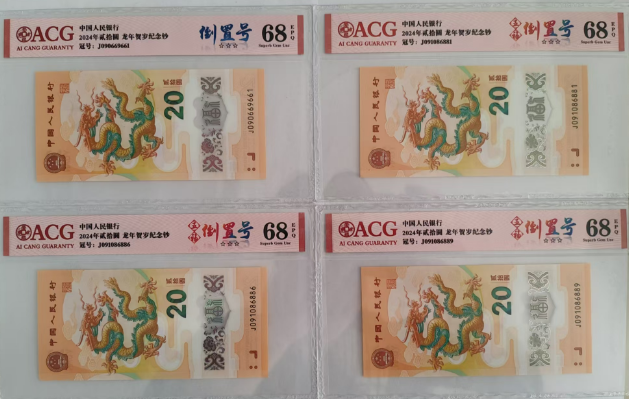 ACG
AI CANG GUARANTY
中国人民银行
2024年贰拾圆 龙年贺岁纪念钞
冠号：J090669661
倒置号
☆☆☆
68
EPQ
Superb Gem Unc
中国人民银行
20
贰拾圆
J090669661
ACG
AI CANG GUARANTY
中国人民银行
2024年贰拾圆 龙年贺岁纪念钞
冠号：J091086881
倒置号
☆☆☆
68
EPQ
Superb Gem Unc
中国人民银行
20
贰拾圆
J091086881
ACG
AI CANG GUARANTY
中国人民银行
2024年贰拾圆 龙年贺岁纪念钞
冠号：J091086886
倒置号
☆☆☆
68
EPQ
Superb Gem Unc
中国人民银行
20
贰拾圆
J091086886
ACG
AI CANG GUARANTY
中国人民银行
2024年贰拾圆 龙年贺岁纪念钞
冠号：J091086889
倒置号
☆☆☆
68
EPQ
Superb Gem Unc
中国人民银行
20
贰拾圆
J091086889